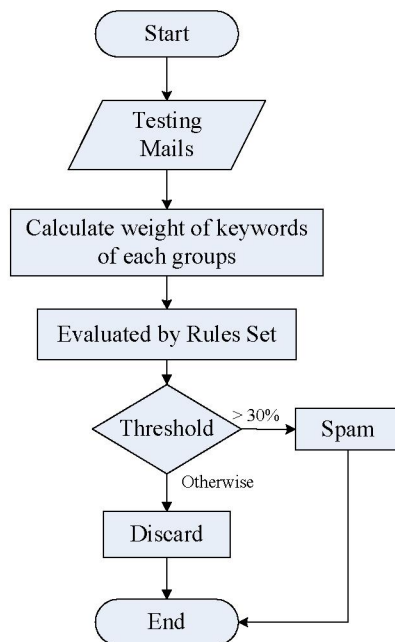 Start
Testing
Mails
Calculate weight of keywords
of each groups
Evaluated by Rules Set
Threshold
> 30%
Spam
Otherwise
Discard
End